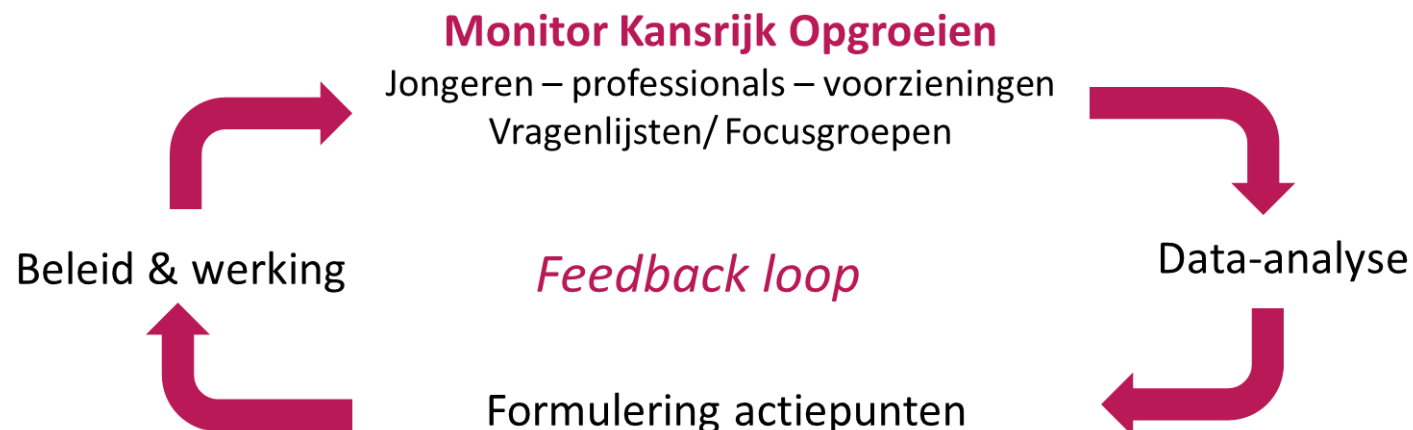 Monitor Kansrijk Opgroeien
Jongeren – professionals – voorzieningen
Vragenlijsten/ Focusgroepen
Beleid & werking
Feedback loop
Data-analyse
Formulering actiepunten